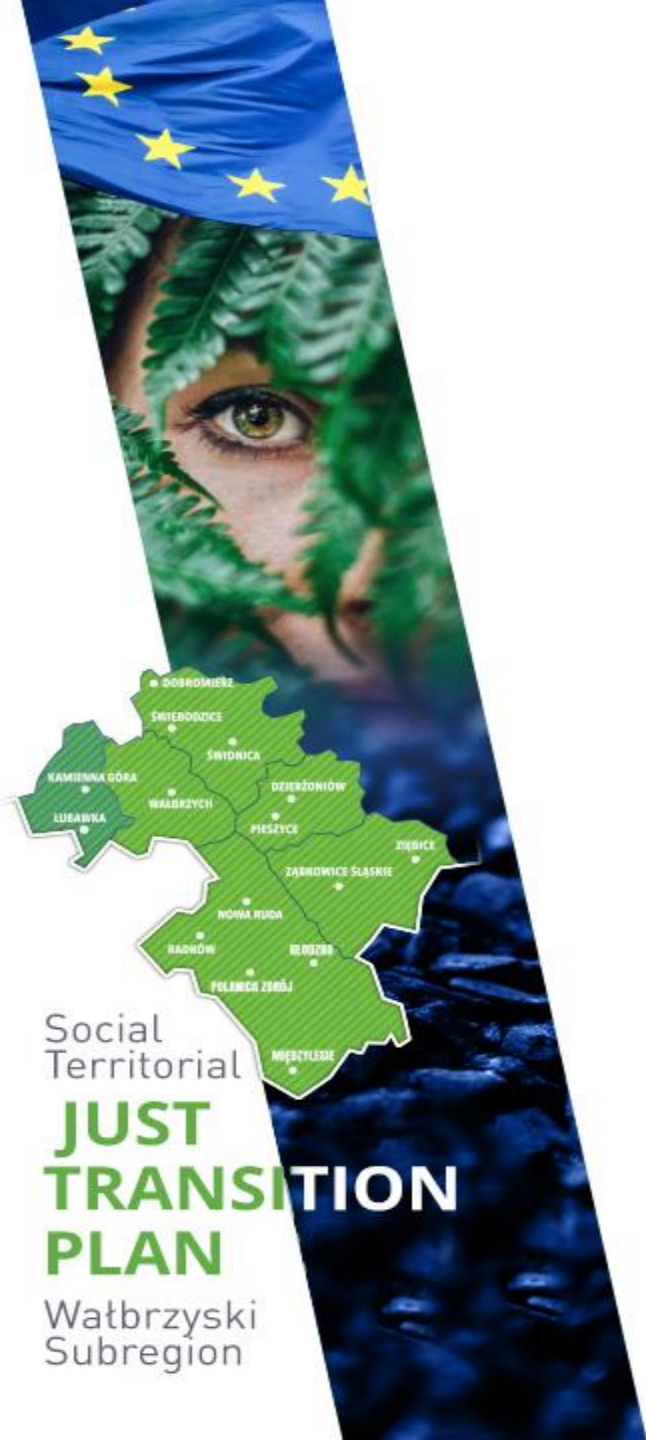 DOBROMIERZ
ŚWIEBODZICE
ŚWIDNICA
KAMIENNA GÓRA
DZIERŻONIÓW
WAŁBRZYCH
LUBAWKA
PIESZYCE
ZIĘBICE
ZĄBKOWICE ŚLĄSKIE
NOWA RUDA
RADKÓW
KŁODZKO
POLANICA ZDRÓJ
MIĘDZYLESIE
Social
Territorial
JUST
TRANSITION
PLAN
Wałbrzyski
Subregion